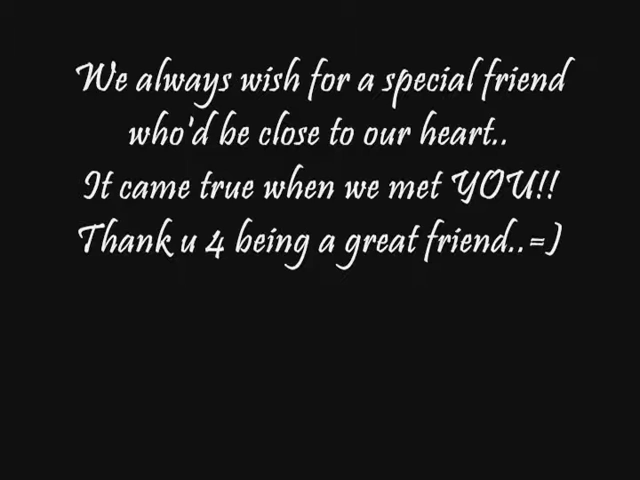 We always wish for a special friend
who'd be close to our heart..
It came true when we met YOU!!
Thank u 4 being a great friend..=)